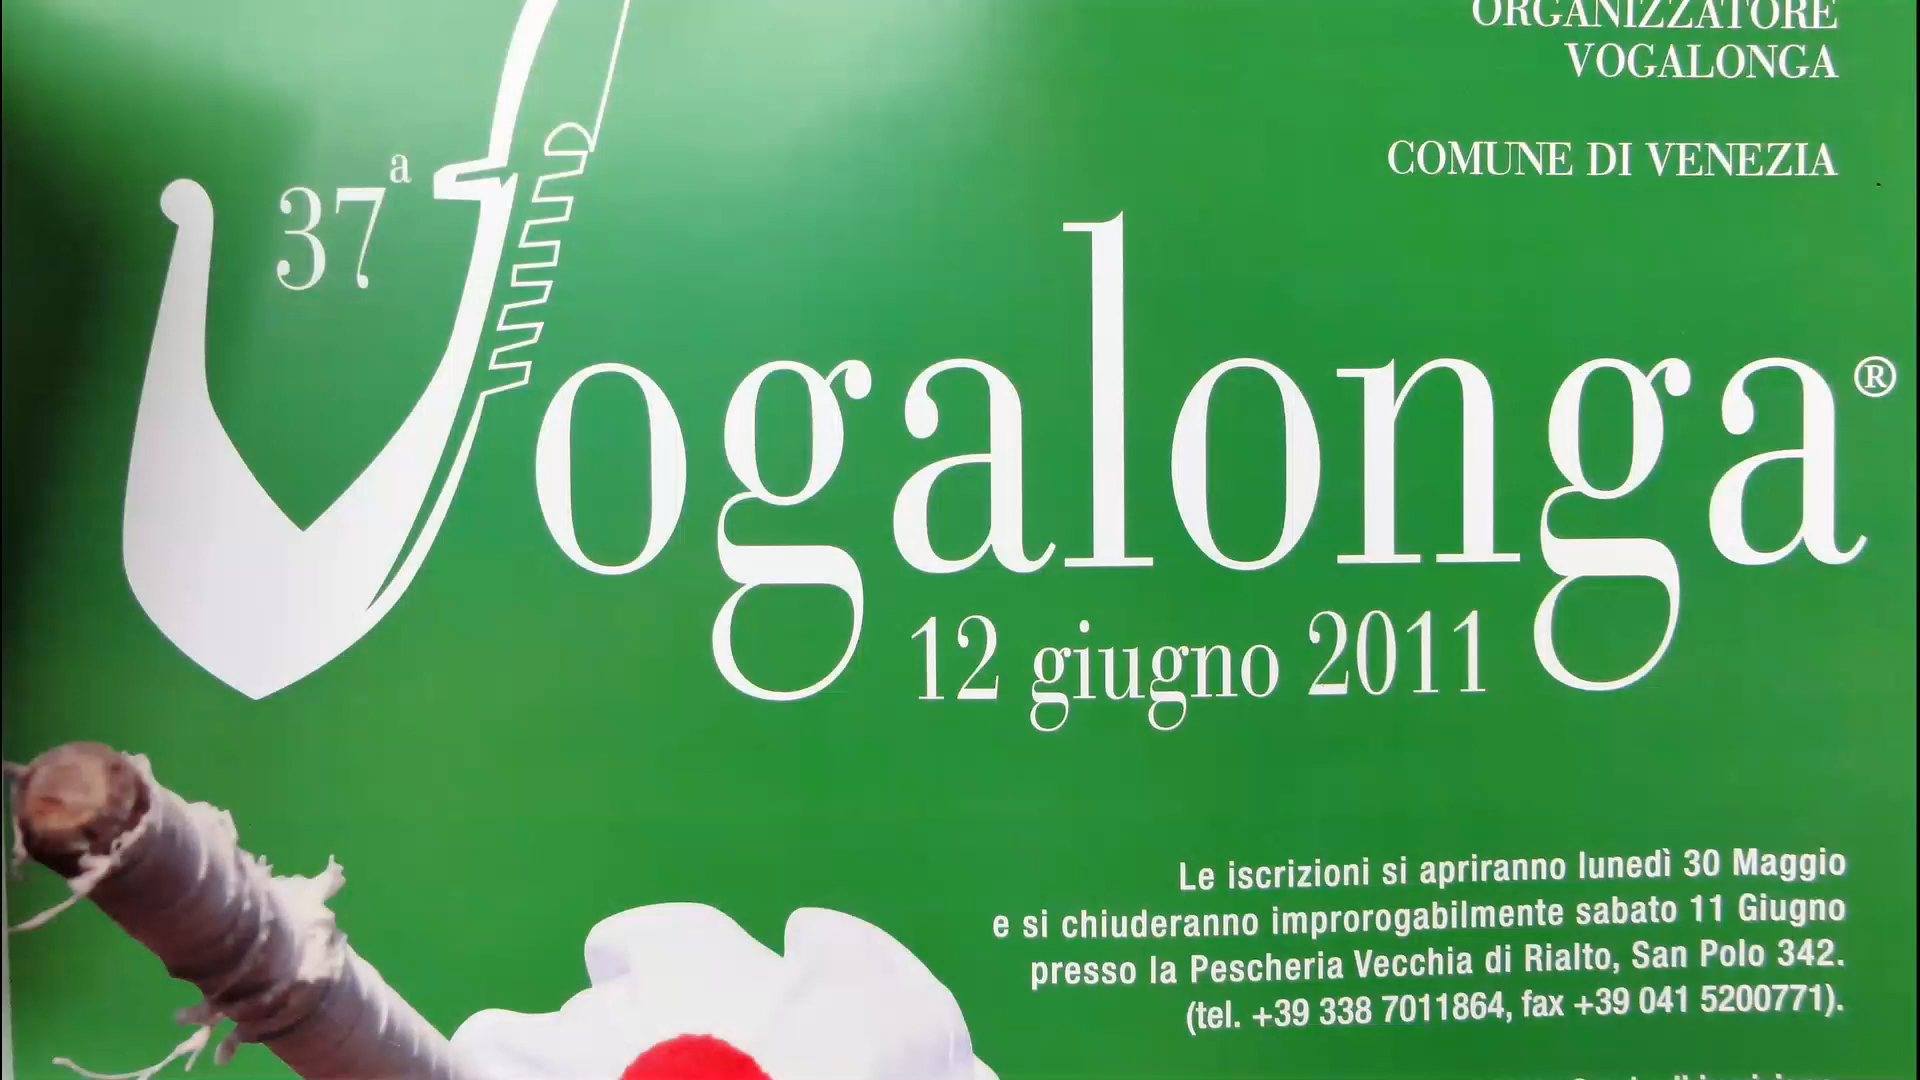 ORGANIZZATORE
VOGALONGA
COMUNE DI VENEZIA
37ª
Vogalonga®
12 giugno 2011
Le iscrizioni si apriranno lunedì 30 Maggio
e si chiuderanno improrogabilmente sabato 11 Giugno
presso la Pescheria Vecchia di Rialto, San Polo 342.
(tel. +39 338 7011864, fax +39 041 5200771).